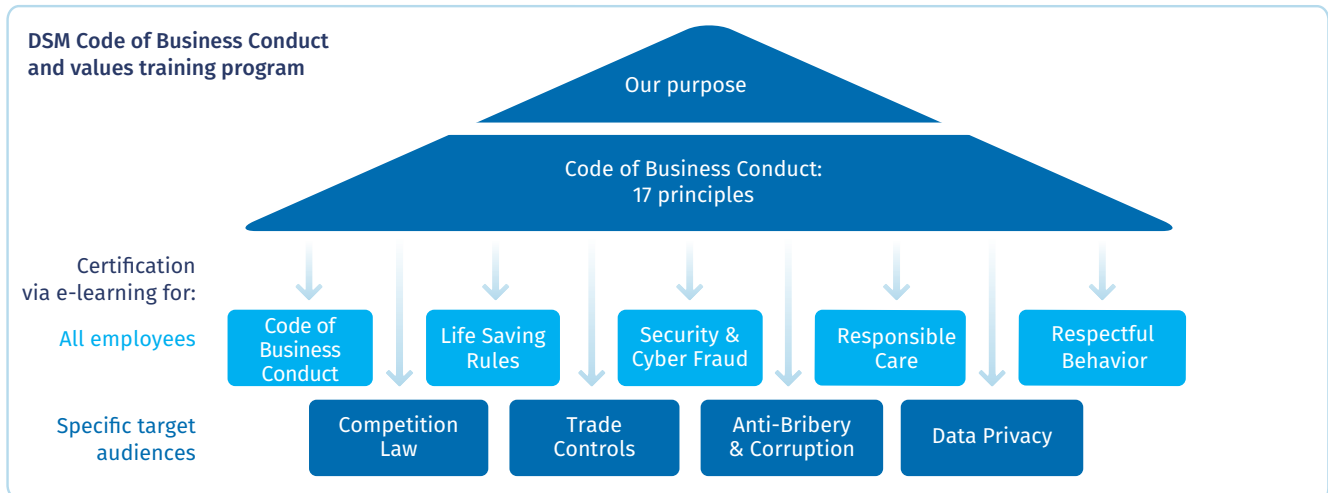 DSM Code of Business Conduct
and values training program
Our purpose
Code of Business Conduct:
17 principles
Certification
via e-learning for:
All employees
Code of
Business
Conduct
Life Saving
Rules
Security &
Cyber Fraud
Responsible
Care
Respectful
Behavior
Specific target
audiences
Competition
Law
Trade
Controls
Anti-Bribery
& Corruption
Data Privacy